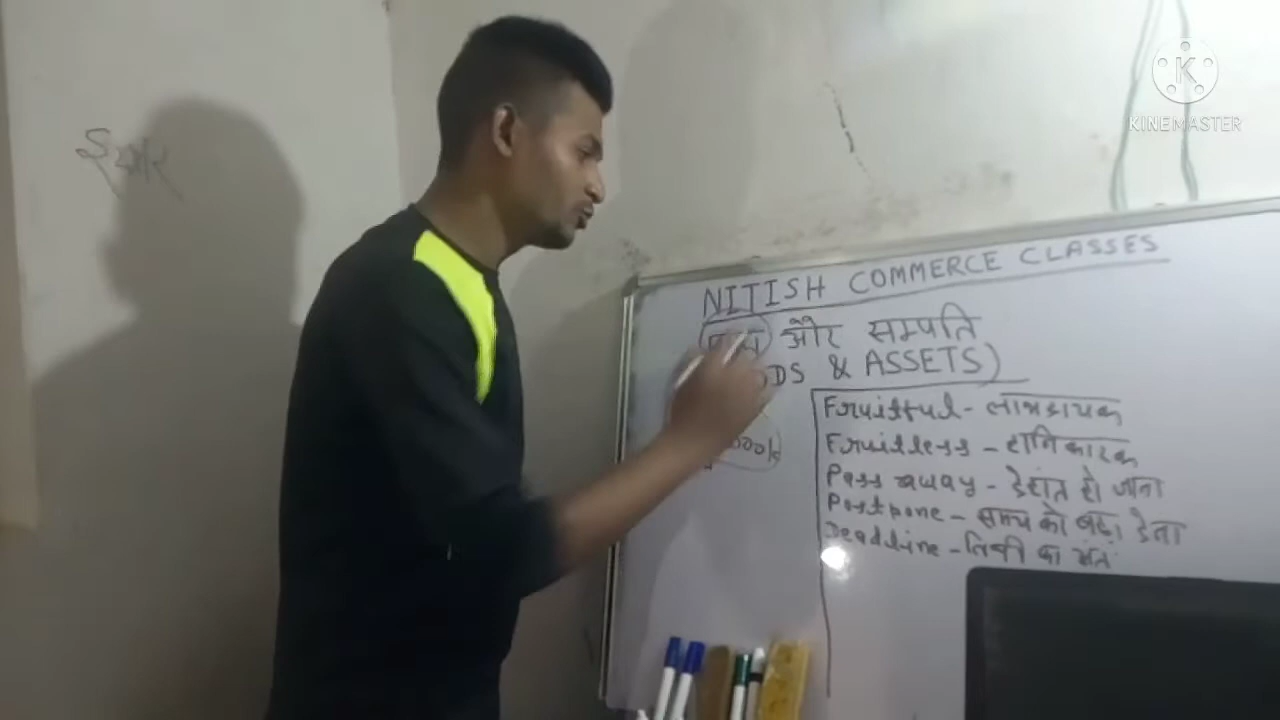 KINEMASTER
NITISH COMMERCE CLASSES
और सम्पति
& ASSETS)
Fruitful - लाभदायक
Fruitless - हानिकारक
Pass away - देहांत हो जाना
Postpone - समय को बढ़ा देना
Deadline - तिथी का अंत